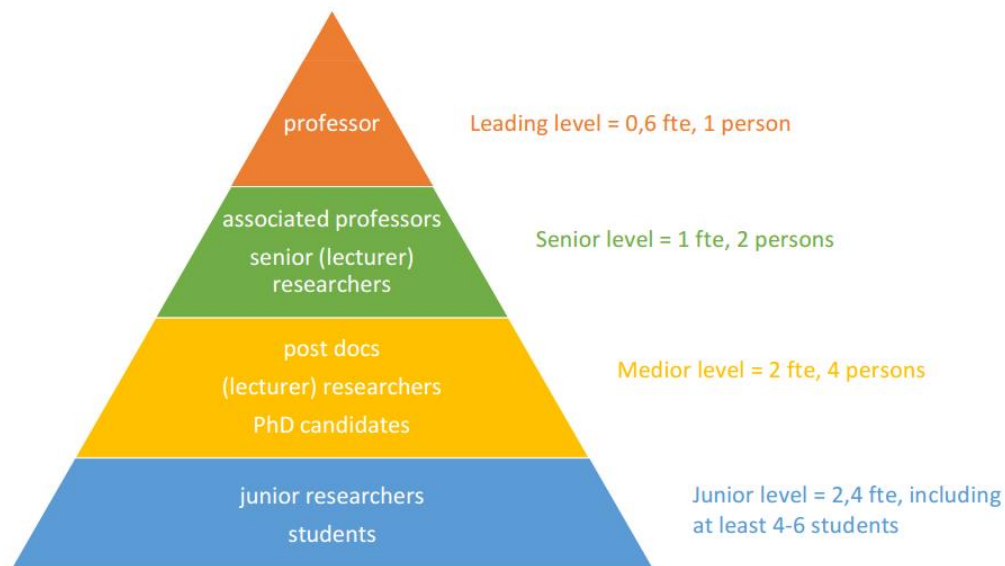 professor
Leading level = 0,6 fte, 1 person
associated professors
senior (lecturer)
researchers
Senior level = 1 fte, 2 persons
post docs
(lecturer) researchers
PhD candidates
Medior level = 2 fte, 4 persons
junior researchers
students
Junior level = 2,4 fte, including
at least 4-6 students